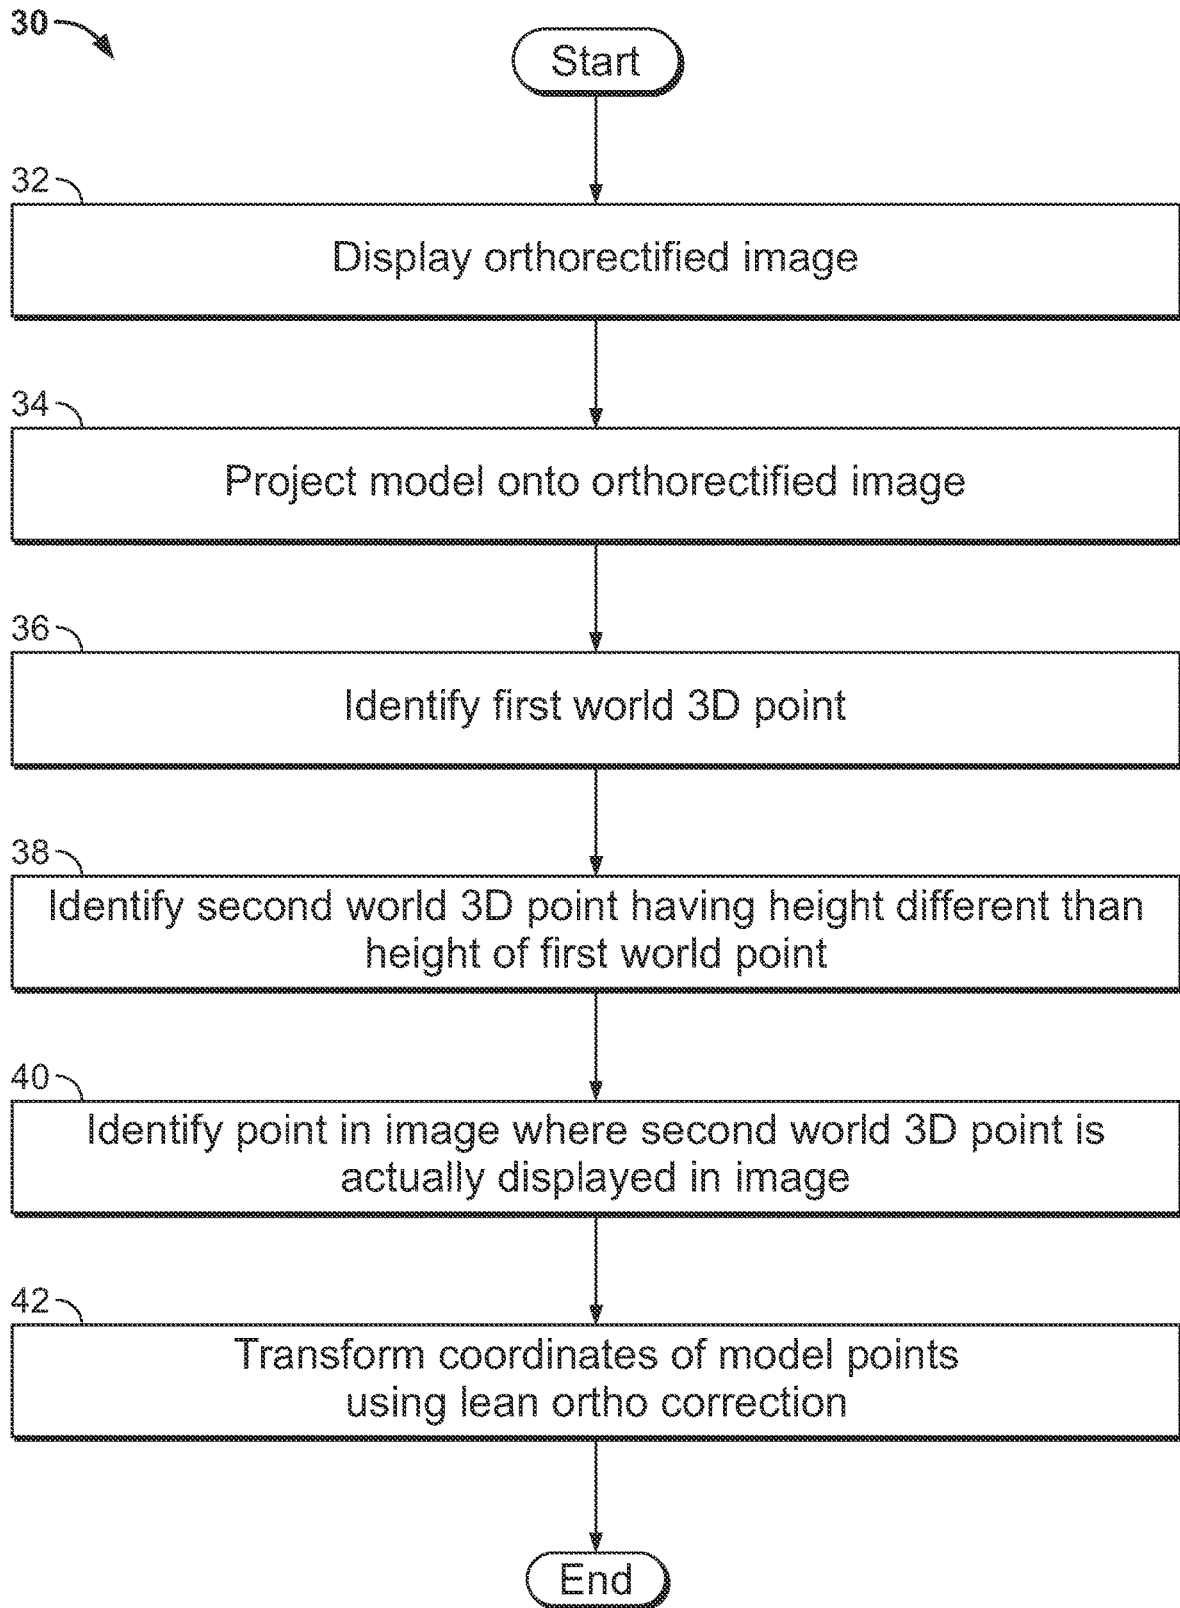 30
Start
32
Display orthorectified image
34
Project model onto orthorectified image
36
Identify first world 3D point
38
Identify second world 3D point having height different than
height of first world point
40
Identify point in image where second world 3D point is
actually displayed in image
42
Transform coordinates of model points
using lean ortho correction
End